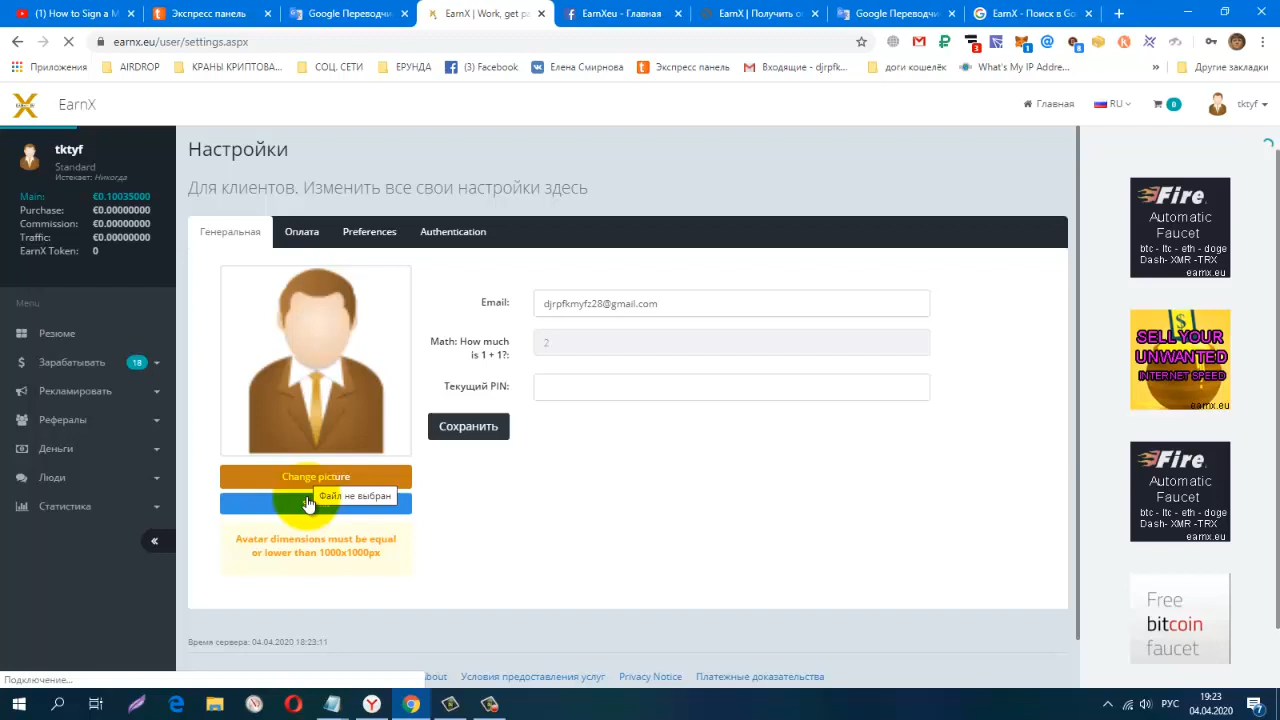 How to Sign a M
Экспресс панель
Google Переводчи
EarnX | Work, get pa
EarnXeu - Главная
EarnX | Получить о
Google Переводчи
EarnX - Поиск в Go
earnx.eu/user/settings.aspx
Приложения
AIRDROP
КРАНЫ КРИПТОВА...
СОЦ. СЕТИ
ЕРУНДА
(3) Facebook
Елена Смирнова
Экспресс панель
Входящие - djrpfk...
доги кошелёк
What's My IP Addre...
»
Другие закладки
EarnX
Главная
RU
0
tktyf
tktyf
Standard
Истекает: Никогда
Main: €0.10035000
Purchase: €0.00000000
Commission: €0.00000000
Traffic: €0.00000000
EarnX Token: 0
Menu
Резюме
Зарабатывать 18
Рекламировать
Рефералы
Деньги
Люди
Статистика
Настройки
Для клиентов. Изменить все свои настройки здесь
Генеральная
Оплата
Preferences
Authentication
Email: djrpfkmyfz28@gmail.com
Math: How much
is 1 + 1?: 2
Текущий PIN:
Сохранить
Change picture
Файл не выбран
Avatar dimensions must be equal
or lower than 1000x1000px
Время сервера: 04.04.2020 18:23:11
Условия предоставления услуг
Privacy Notice
Платежные доказательства
Подключение...
Fire
Automatic
Faucet
btc - ltc - eth - doge
Dash- XMR -TRX
earnx.eu
SELL YOUR
UNWANTED
INTERNET SPEED
earnx.eu
Fire
Automatic
Faucet
btc - ltc - eth - doge
Dash- XMR -TRX
earnx.eu
Free
bitcoin
faucet
РУС
19:23
04.04.2020